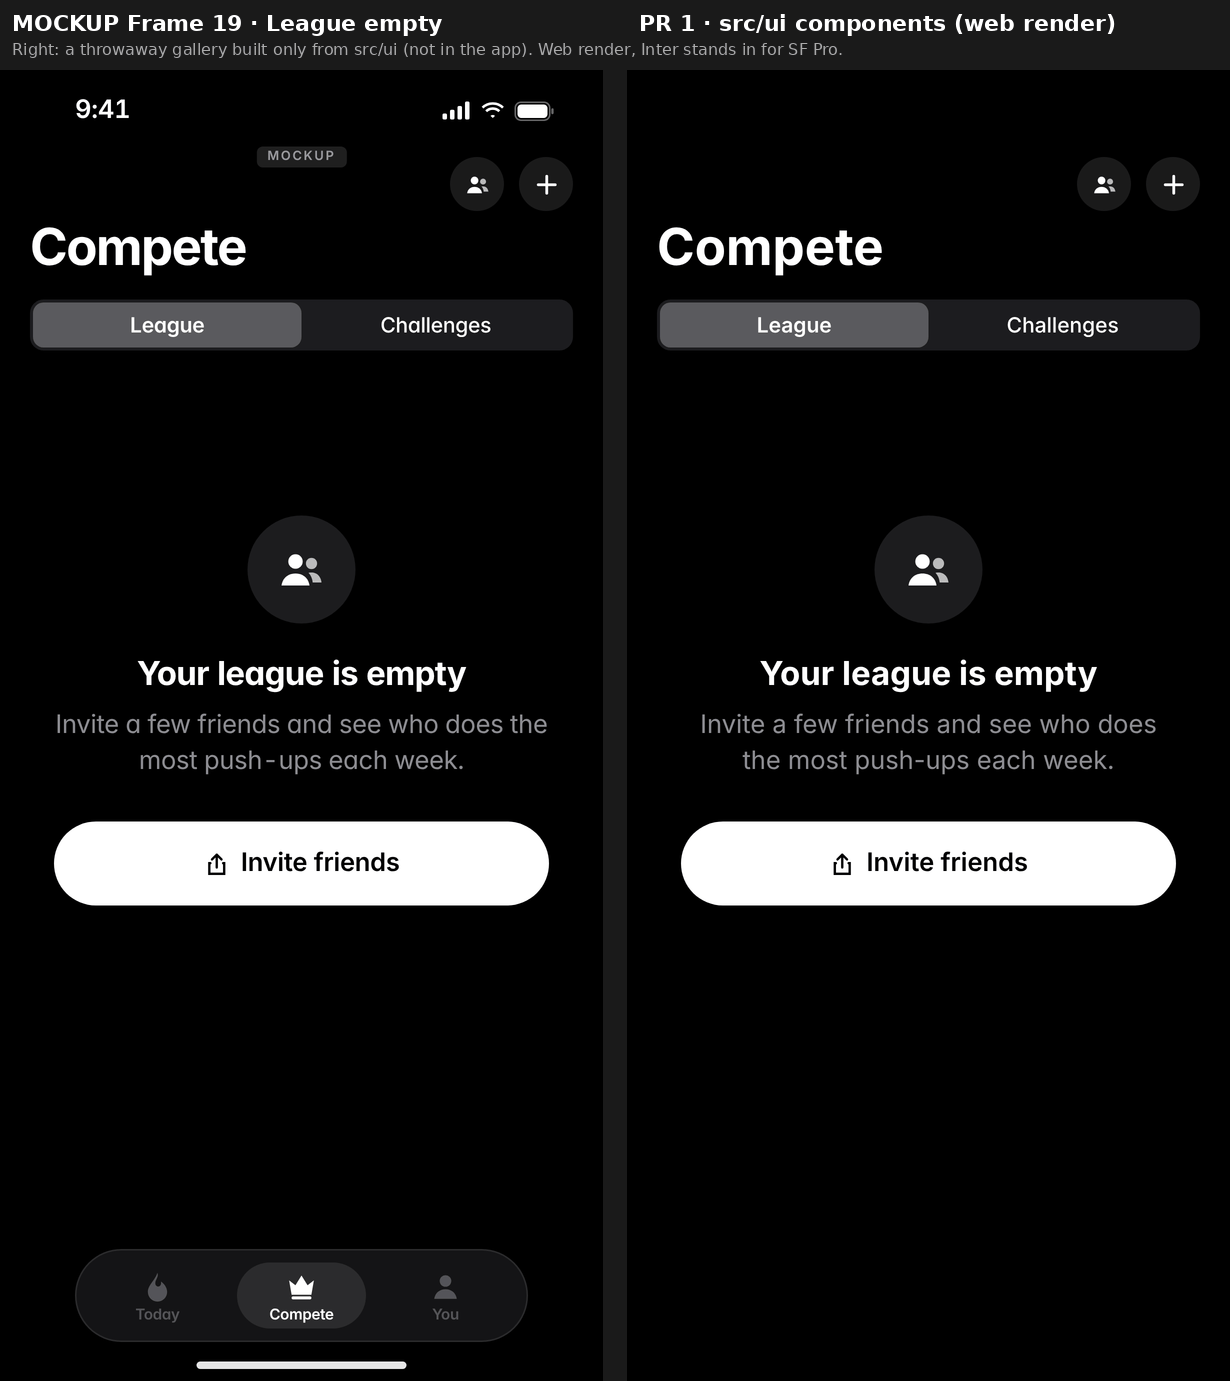 MOCKUP Frame 19 · League empty
PR 1 · src/ui components (web render)
Right: a throwaway gallery built only from src/ui (not in the app). Web render, Inter stands in for SF Pro.
9:41
MOCKUP
Compete
League Challenges
Your league is empty
Invite a few friends and see who does the
most push-ups each week.
Invite friends
Today Compete You
Compete
League Challenges
Your league is empty
Invite a few friends and see who does
the most push-ups each week.
Invite friends